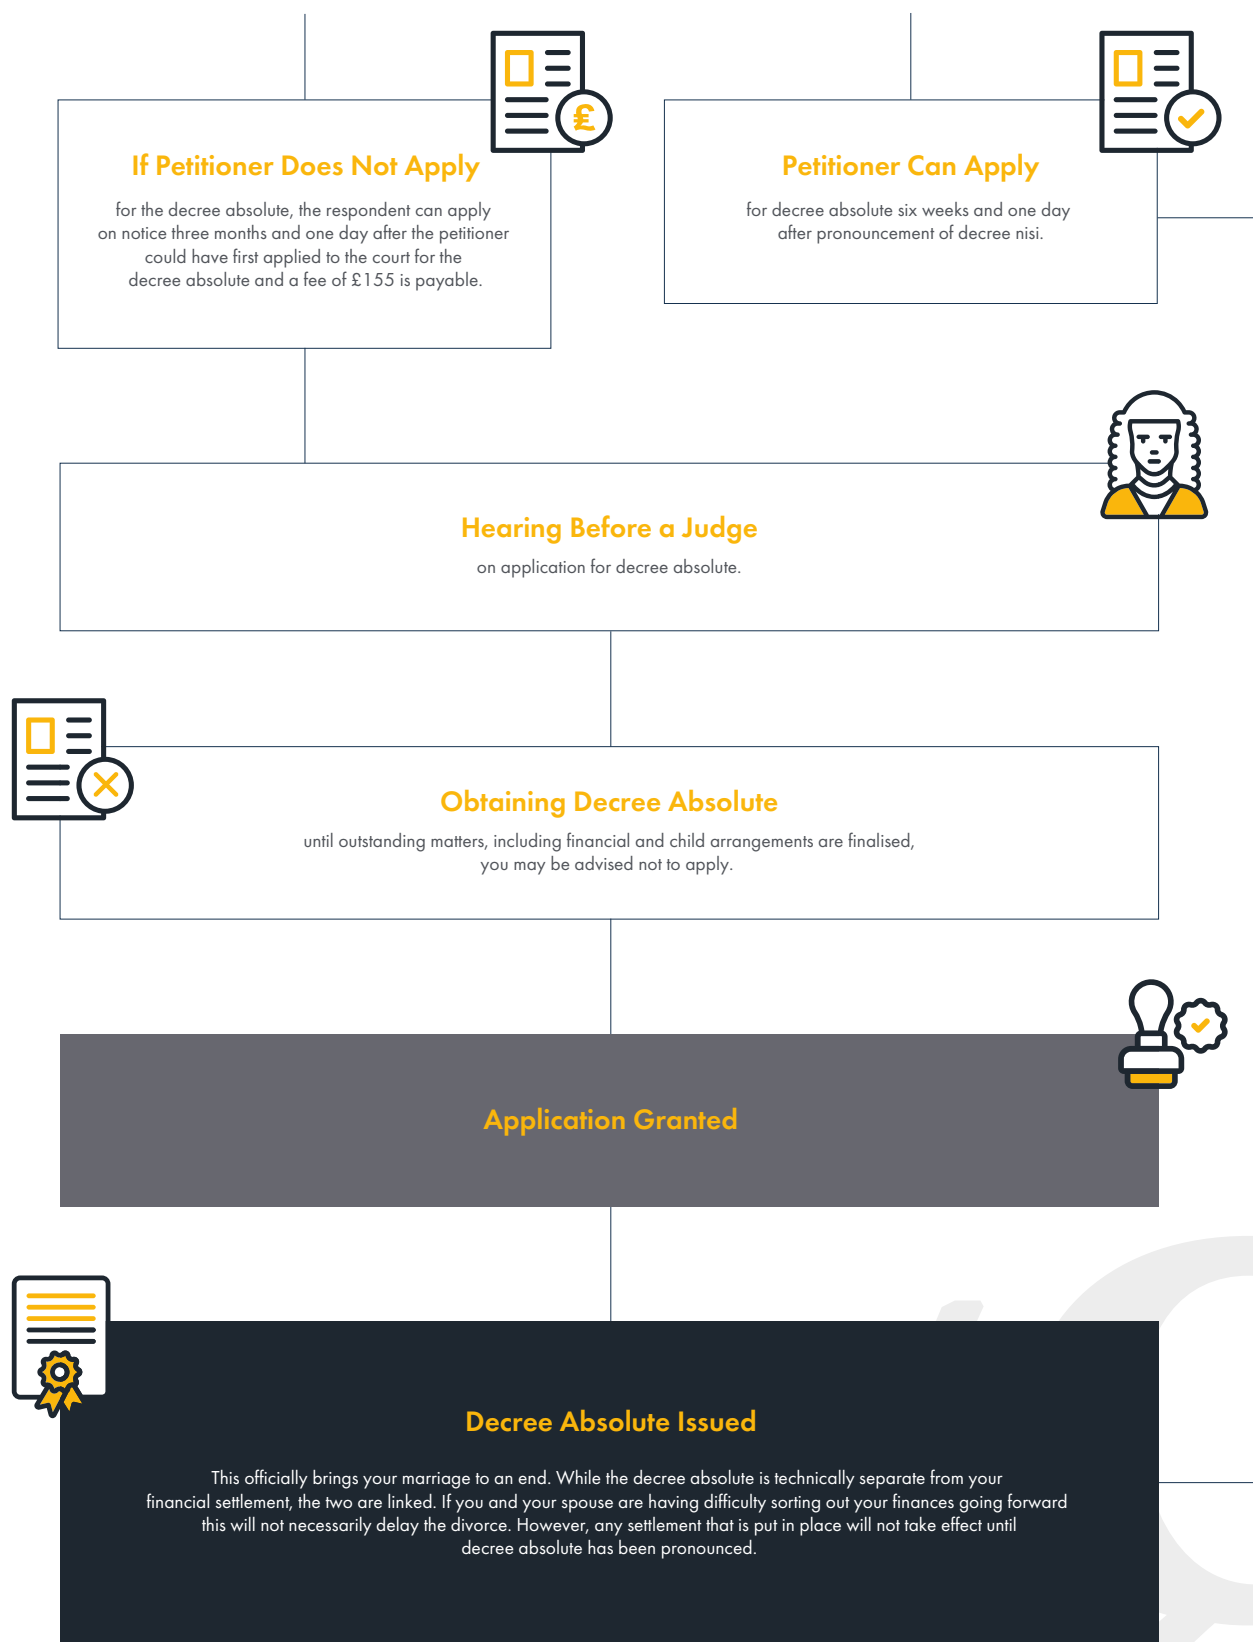 If Petitioner Does Not Apply
for the decree absolute, the respondent can apply
on notice three months and one day after the petitioner
could have first applied to the court for the
decree absolute and a fee of £155 is payable.
£
Petitioner Can Apply
for decree absolute six weeks and one day
after pronouncement of decree nisi.
Hearing Before a Judge
on application for decree absolute.
Obtaining Decree Absolute
until outstanding matters, including financial and child arrangements are finalised,
you may be advised not to apply.
Application Granted
Decree Absolute Issued
This officially brings your marriage to an end. While the decree absolute is technically separate from your
financial settlement, the two are linked. If you and your spouse are having difficulty sorting out your finances going forward
this will not necessarily delay the divorce. However, any settlement that is put in place will not take effect until
decree absolute has been pronounced.